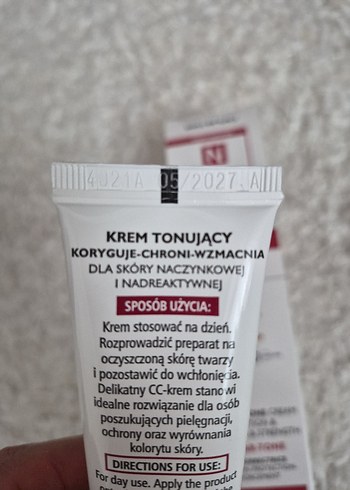 4021A 05/2027 A
N
KREM TONUJĄCY
KORYGUJE-CHRONI-WZMACNIA
DLA SKÓRY NACZYNKOWEJ
I NADREAKTYWNEJ
SPOSÓB UŻYCIA:
Krem stosować na dzień.
Rozprowadzić preparat na
oczyszczoną skórę twarzy
i pozostawić do wchłonięcia.
Delikatny CC-krem stanowi
idealne rozwiązanie dla osób
poszukujących pielęgnacji,
ochrony oraz wyrównania
kolorytu skóry.
DIRECTIONS FOR USE:
For day use. Apply the product